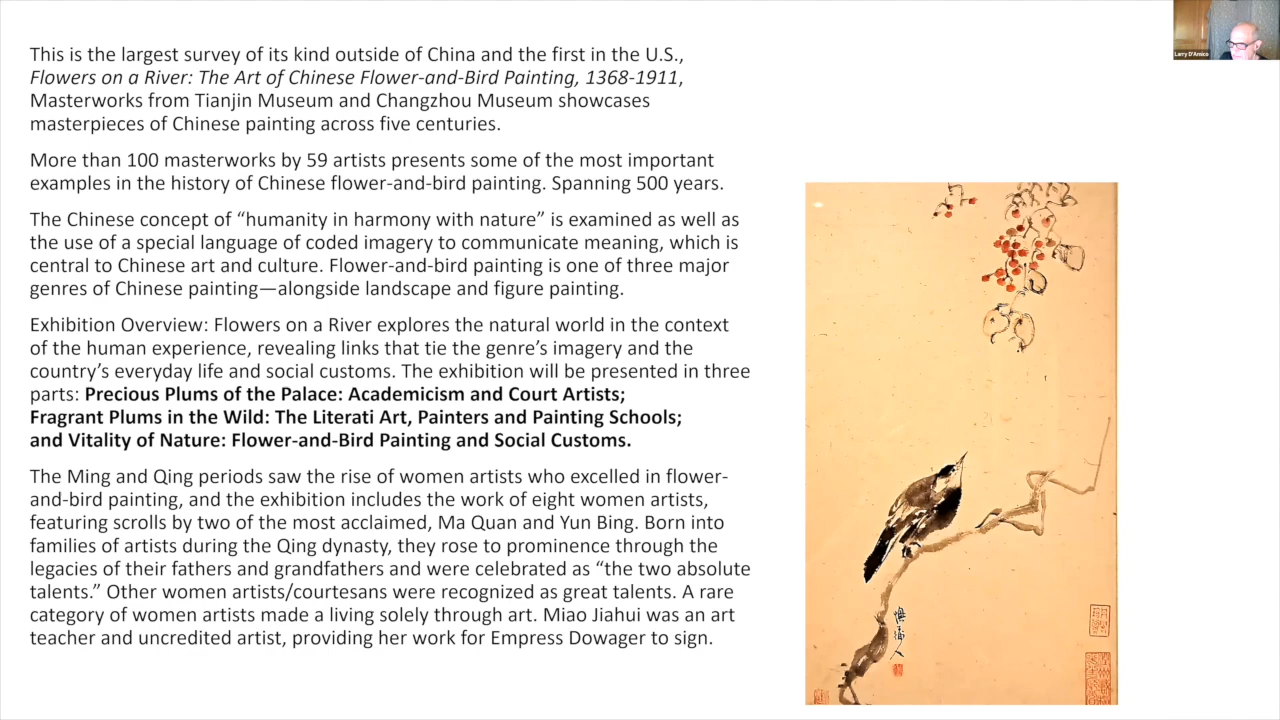 This is the largest survey of its kind outside of China and the first in the U.S.,
Flowers on a River: The Art of Chinese Flower-and-Bird Painting, 1368-1911,
Masterworks from Tianjin Museum and Changzhou Museum showcases
masterpieces of Chinese painting across five centuries.
More than 100 masterworks by 59 artists presents some of the most important
examples in the history of Chinese flower-and-bird painting. Spanning 500 years.
The Chinese concept of “humanity in harmony with nature” is examined as well as
the use of a special language of coded imagery to communicate meaning, which is
central to Chinese art and culture. Flower-and-bird painting is one of three major
genres of Chinese painting—alongside landscape and figure painting.
Exhibition Overview: Flowers on a River explores the natural world in the context
of the human experience, revealing links that tie the genre’s imagery and the
country’s everyday life and social customs. The exhibition will be presented in three
parts: Precious Plums of the Palace: Academicism and Court Artists;
Fragrant Plums in the Wild: The Literati Art, Painters and Painting Schools;
and Vitality of Nature: Flower-and-Bird Painting and Social Customs.
The Ming and Qing periods saw the rise of women artists who excelled in flower-
and-bird painting, and the exhibition includes the work of eight women artists,
featuring scrolls by two of the most acclaimed, Ma Quan and Yun Bing. Born into
families of artists during the Qing dynasty, they rose to prominence through the
legacies of their fathers and grandfathers and were celebrated as “the two absolute
talents.” Other women artists/courtesans were recognized as great talents. A rare
category of women artists made a living solely through art. Miao Jiahui was an art
teacher and uncredited artist, providing her work for Empress Dowager to sign.
Larry D'Amico